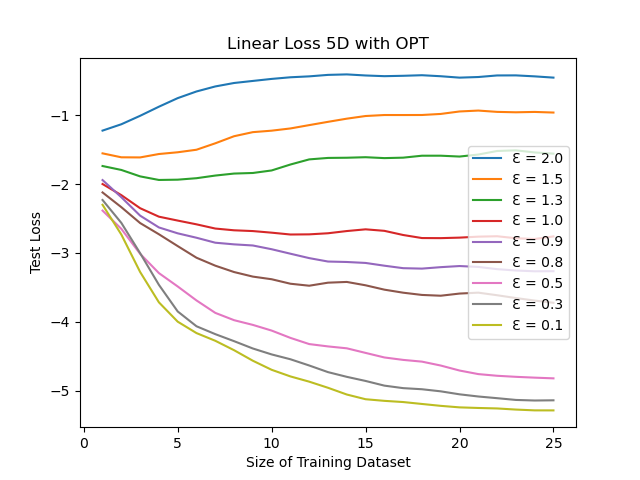 Linear Loss 5D with OPT
Test Loss
−1
−2
−3
−4
−5
Ɛ = 2.0
Ɛ = 1.5
Ɛ = 1.3
Ɛ = 1.0
Ɛ = 0.9
Ɛ = 0.8
Ɛ = 0.5
Ɛ = 0.3
Ɛ = 0.1
0 5 10 15 20 25
Size of Training Dataset